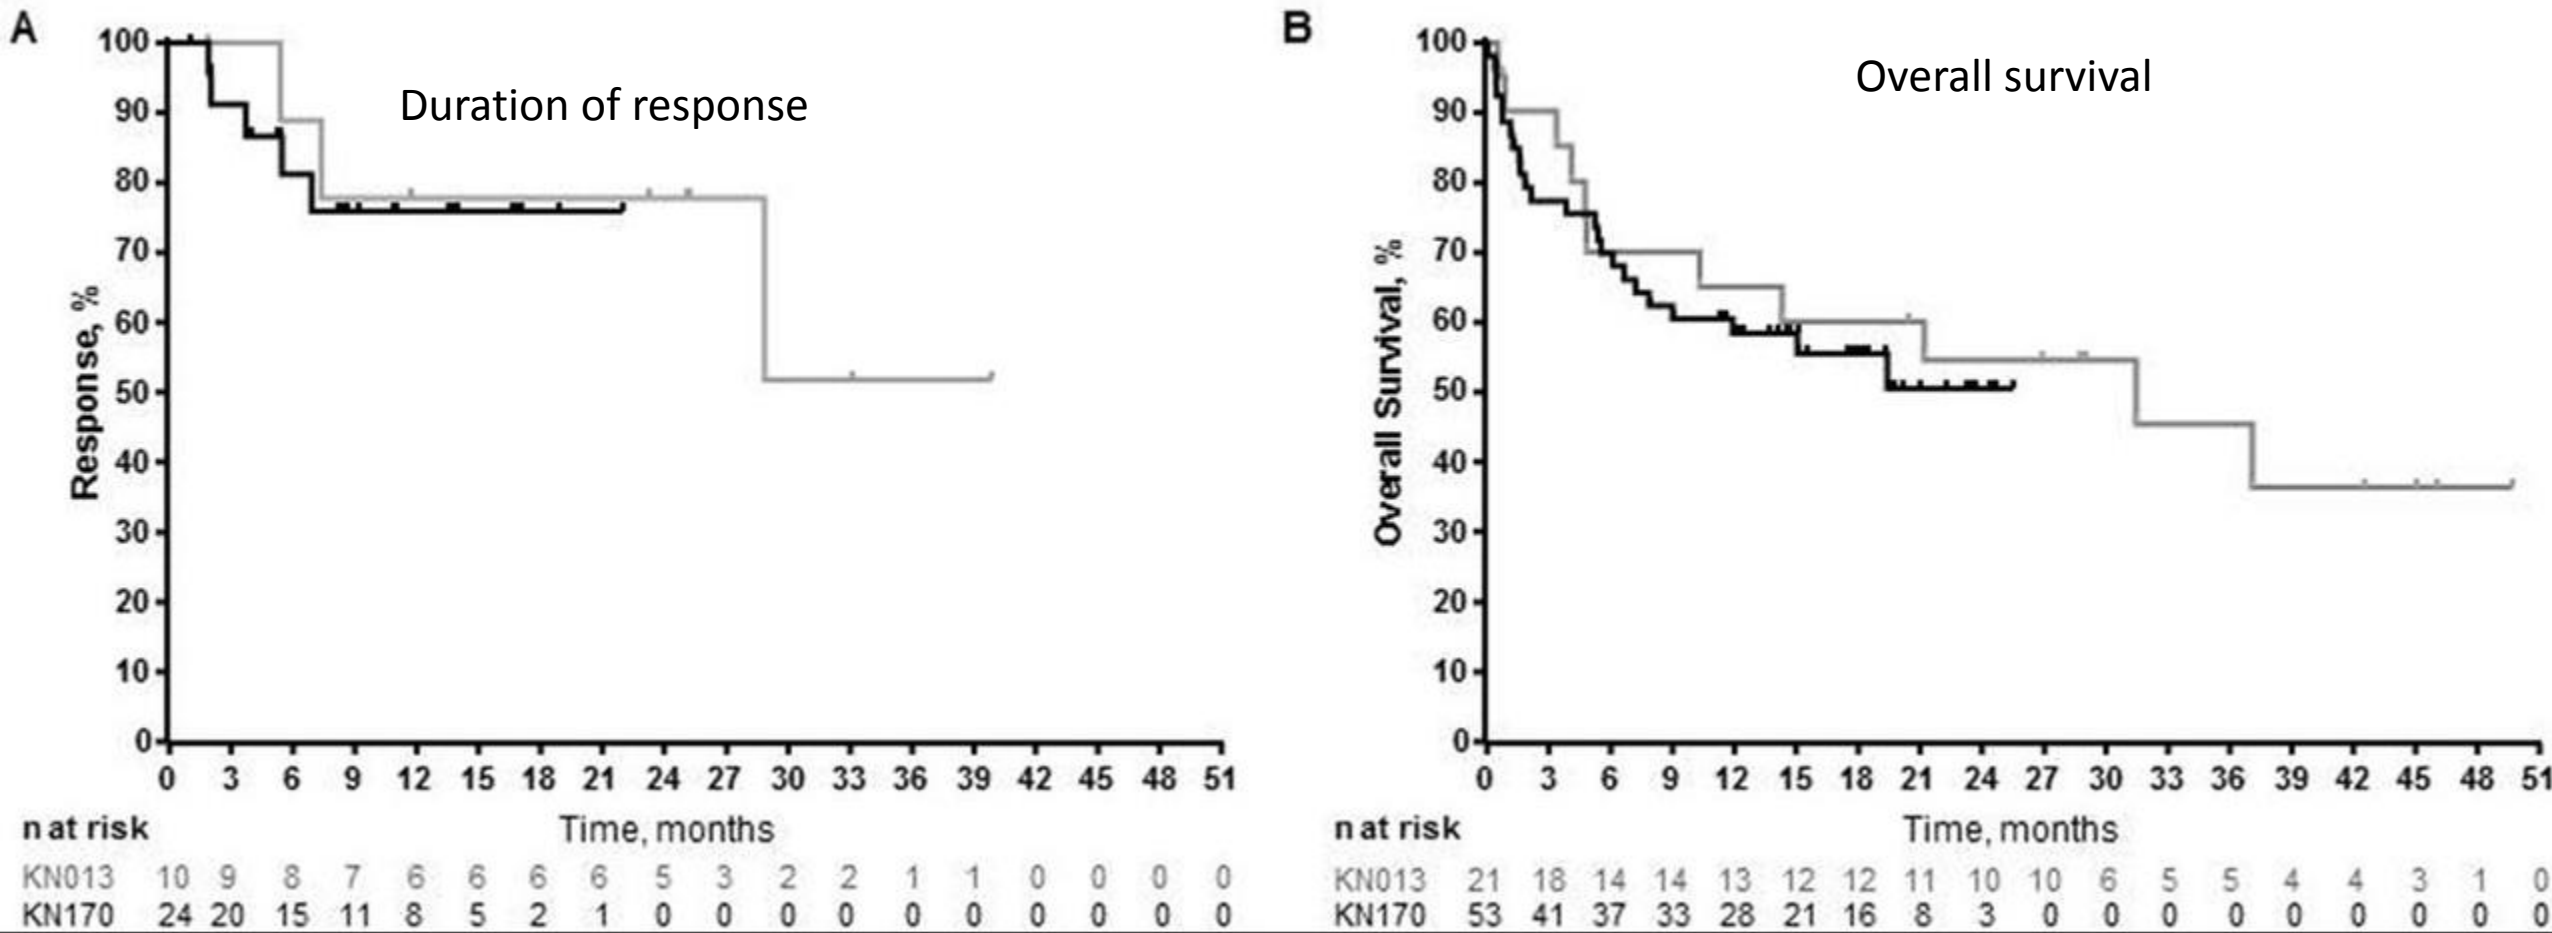 A
Duration of response
Response, %
100
90
80
70
60
50
40
30
20
10
0
0 3 6 9 12 15 18 21 24 27 30 33 36 39 42 45 48 51
Time, months
n at risk
KN013 10 9 8 7 6 6 6 6 5 3 2 2 1 1 0 0 0 0
KN170 24 20 15 11 8 5 2 1 0 0 0 0 0 0 0 0 0 0
B
Overall survival
Overall Survival, %
100
90
80
70
60
50
40
30
20
10
0
0 3 6 9 12 15 18 21 24 27 30 33 36 39 42 45 48 51
Time, months
n at risk
KN013 21 18 14 14 13 12 12 11 10 10 6 5 5 4 4 3 1 0
KN170 53 41 37 33 28 21 16 8 3 0 0 0 0 0 0 0 0 0